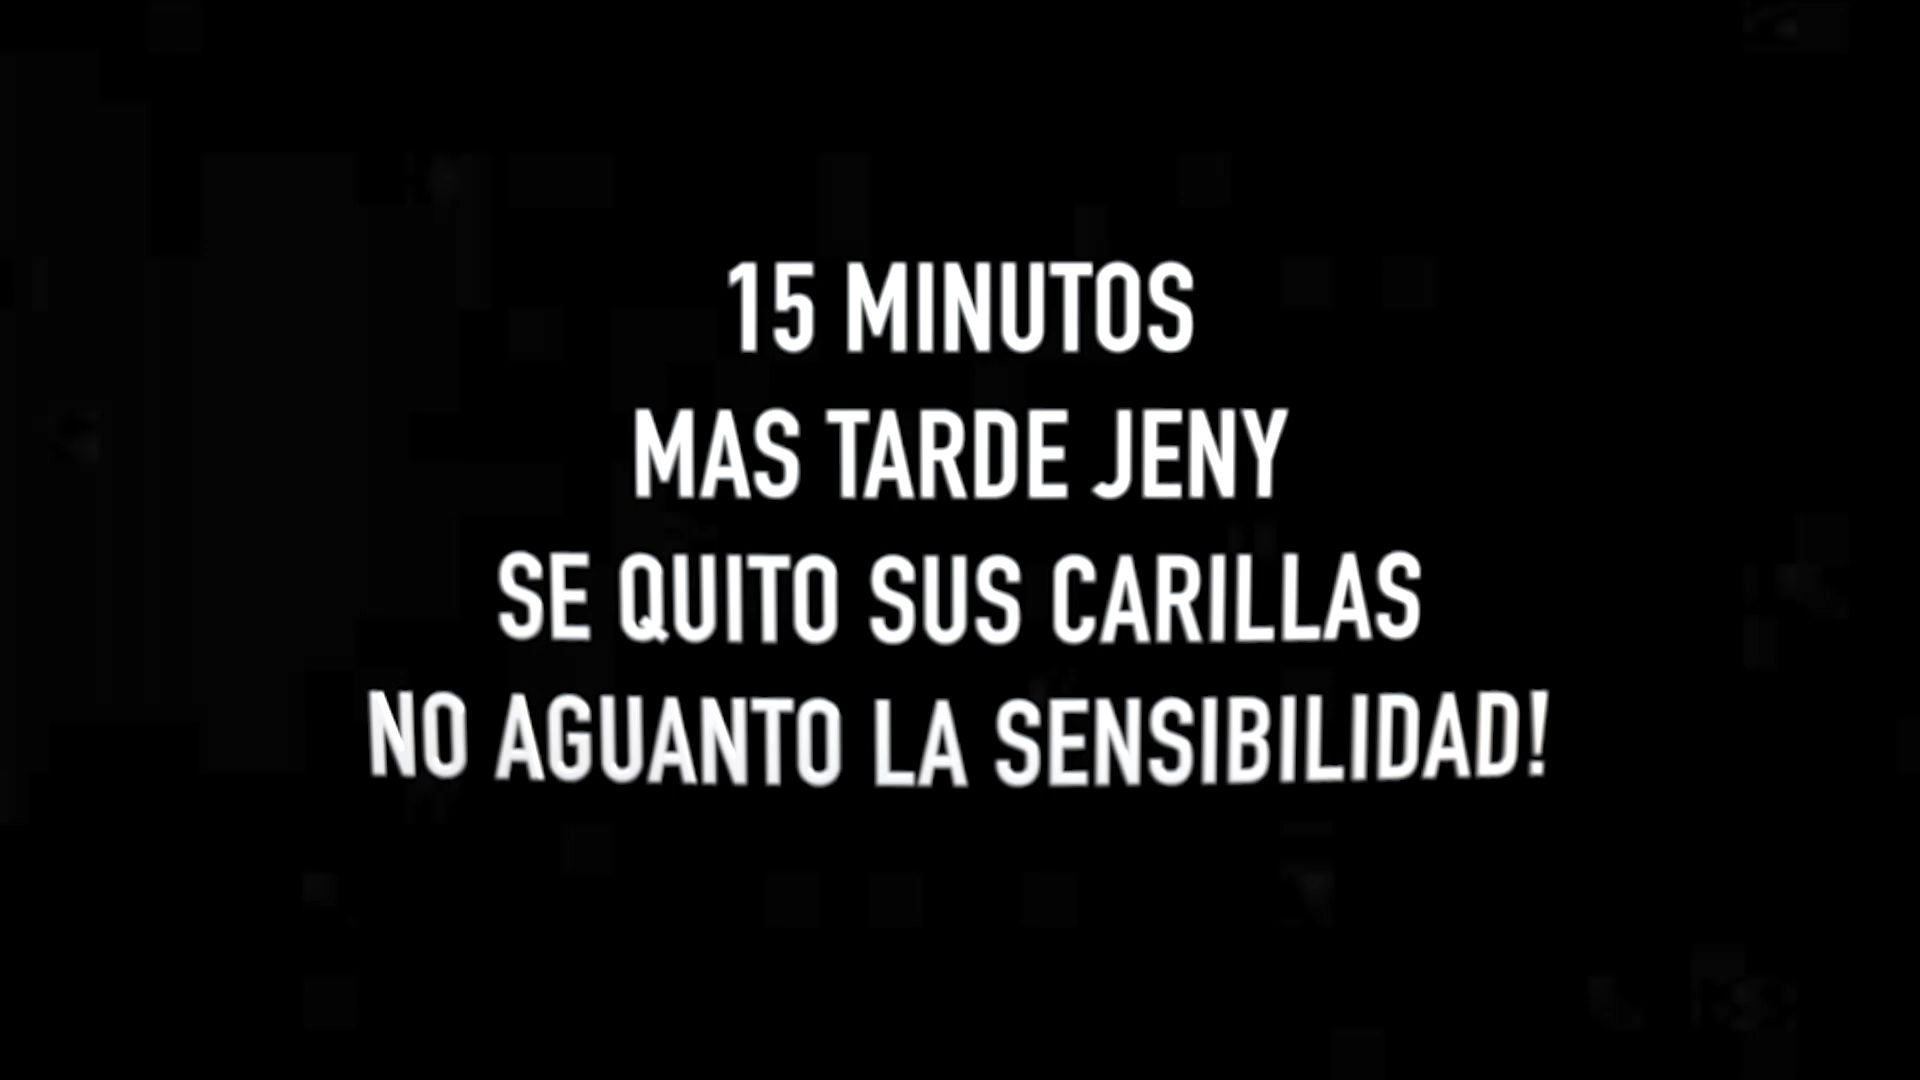 15 MINUTOS
MAS TARDE JENY
SE QUITO SUS CARILLAS
NO AGUANTO LA SENSIBILIDAD!